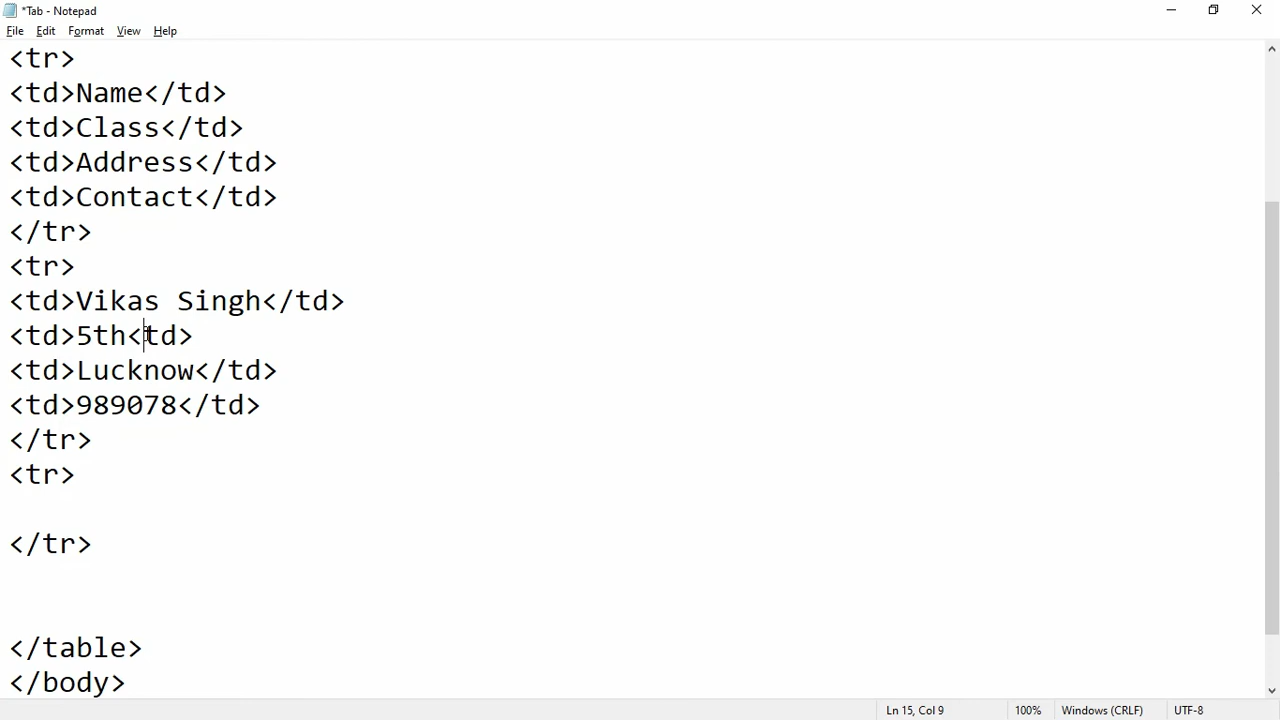 *Tab - Notepad
File Edit Format View Help
<tr>
<td>Name</td>
<td>Class</td>
<td>Address</td>
<td>Contact</td>
</tr>
<tr>
<td>Vikas Singh</td>
<td>5th<td>
<td>Lucknow</td>
<td>989078</td>
</tr>
<tr>
</tr>
</table>
</body>
Ln 15, Col 9 100% Windows (CRLF) UTF-8